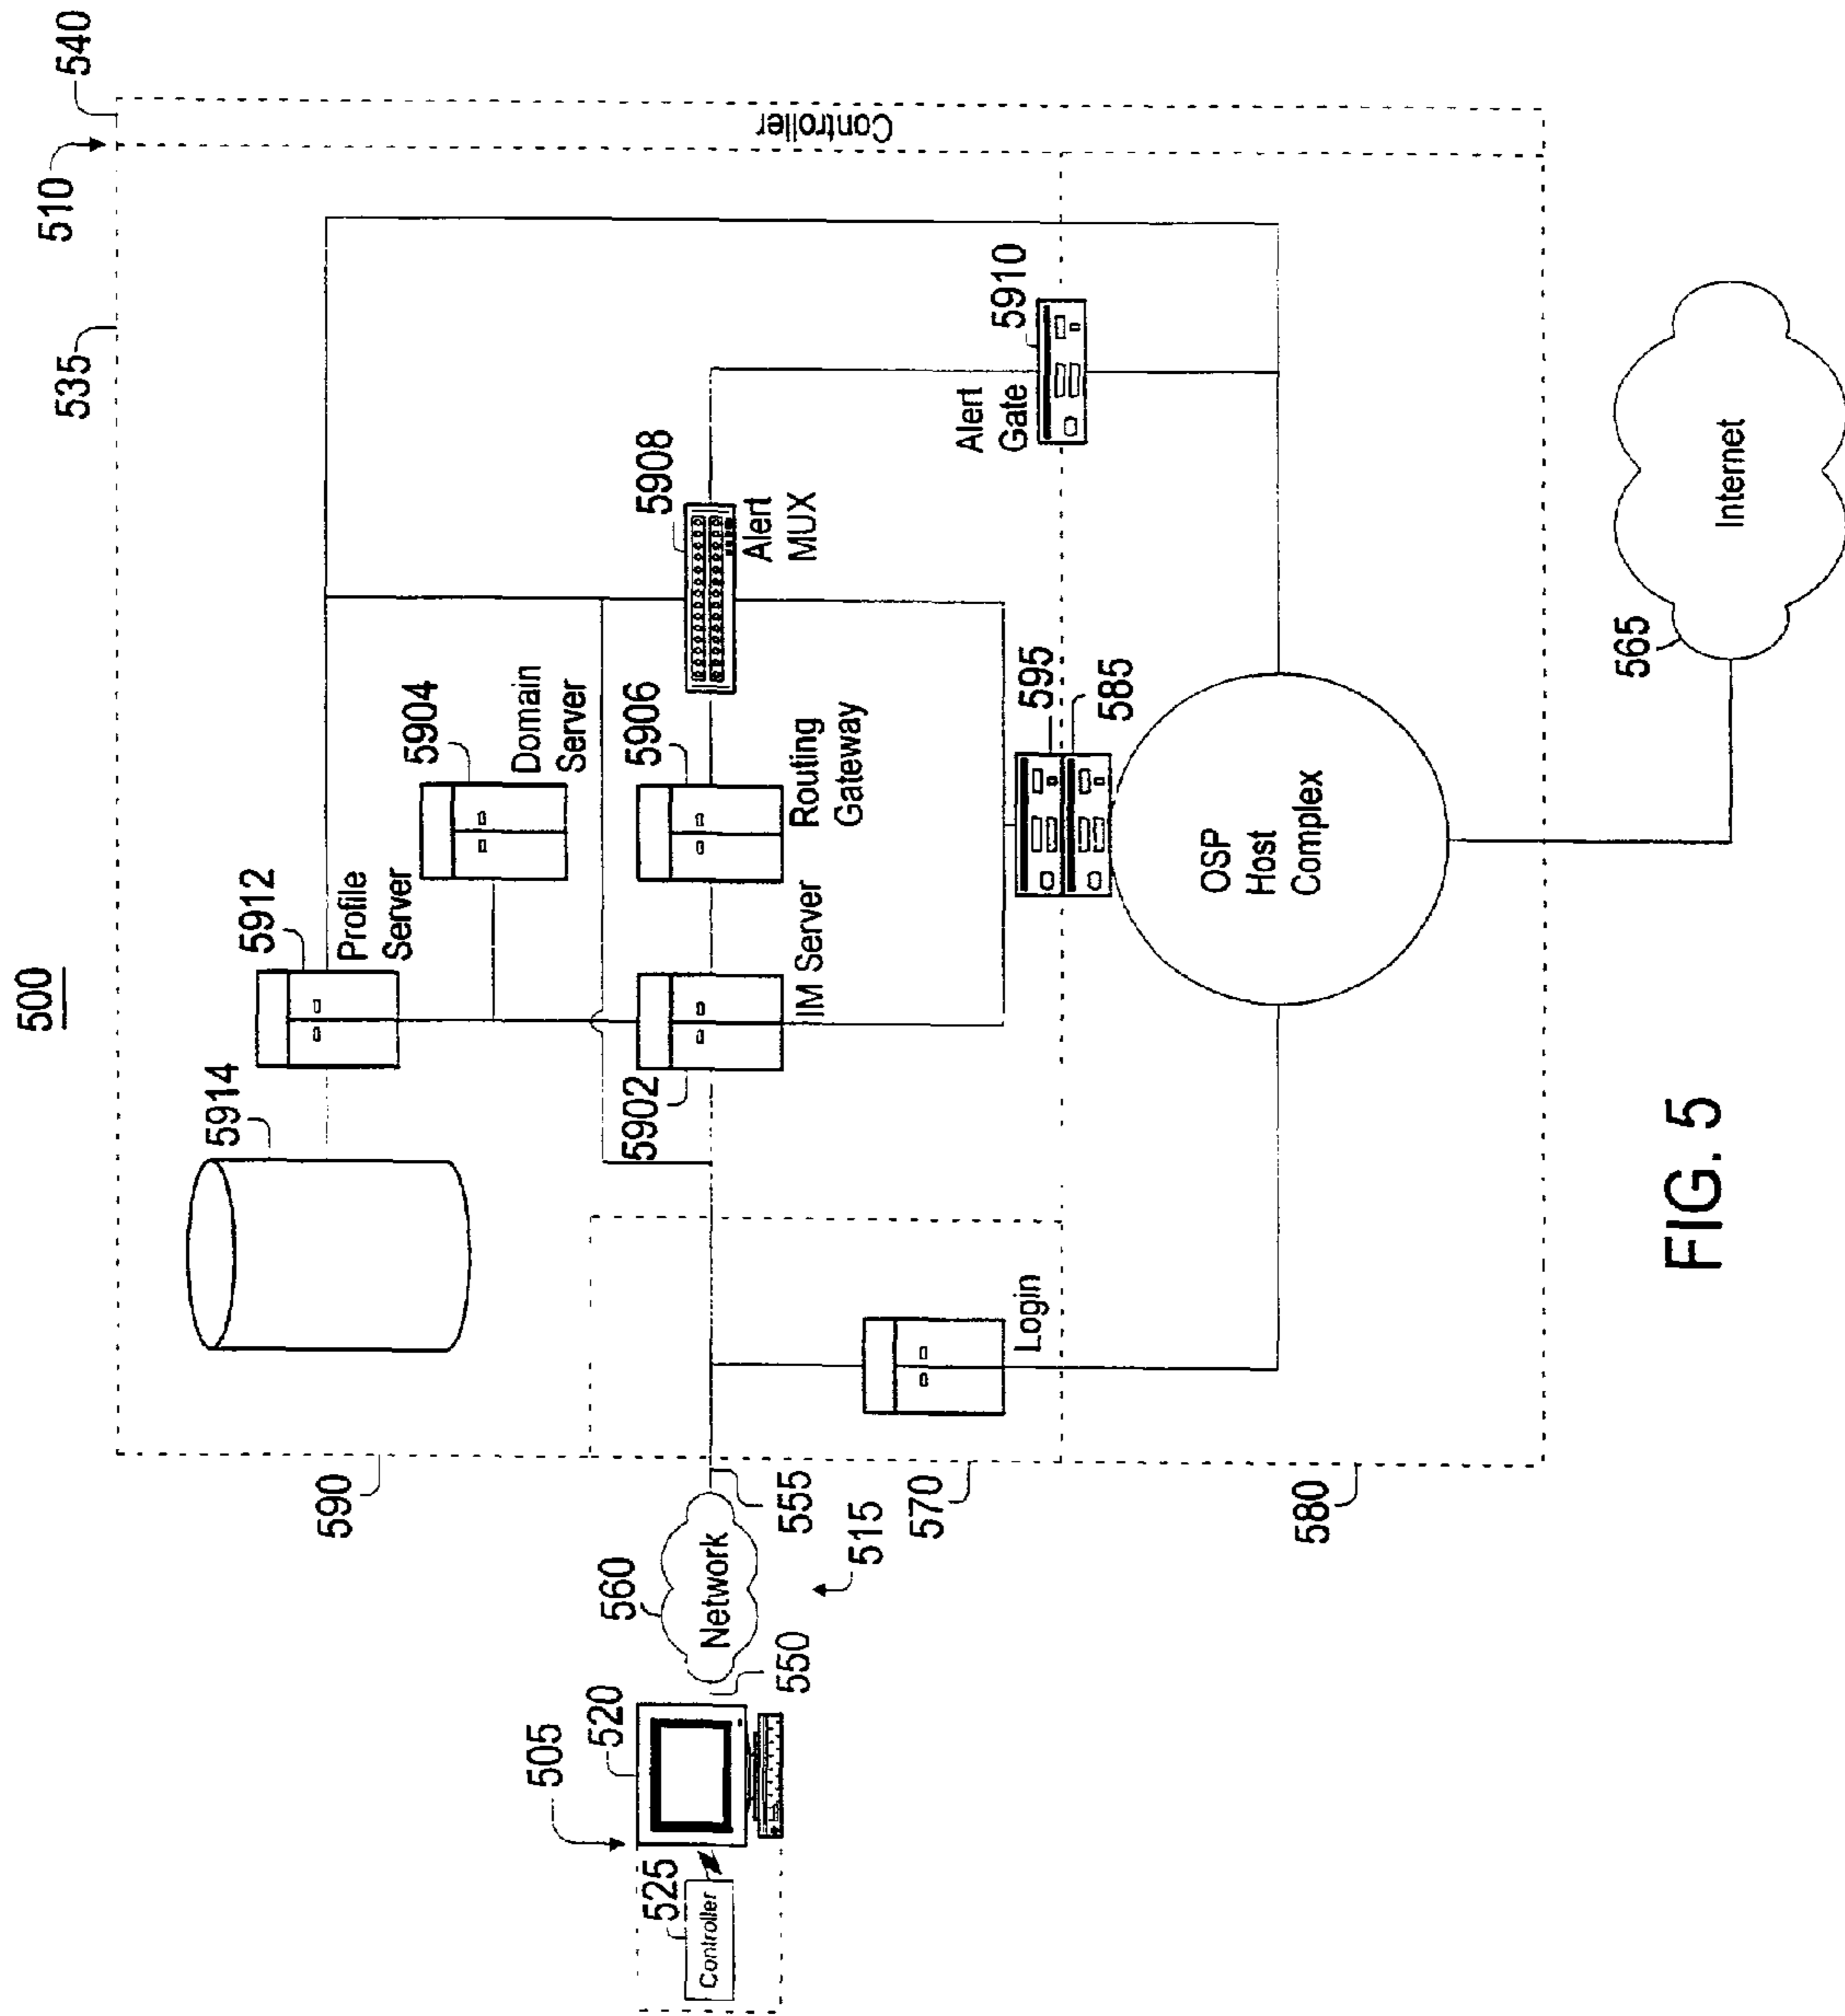 500
510
540
535
Controller
5914
5912
Profile
Server
5904
Domain
Server
5908
Alert
MUX
5906
Routing
Gateway
5902
IM Server
5910
Alert
Gate
590
505
520
525
Controller
560
Network
550
555
515
570
Login
595
585
580
OSP
Host
Complex
565
Internet
FIG. 5